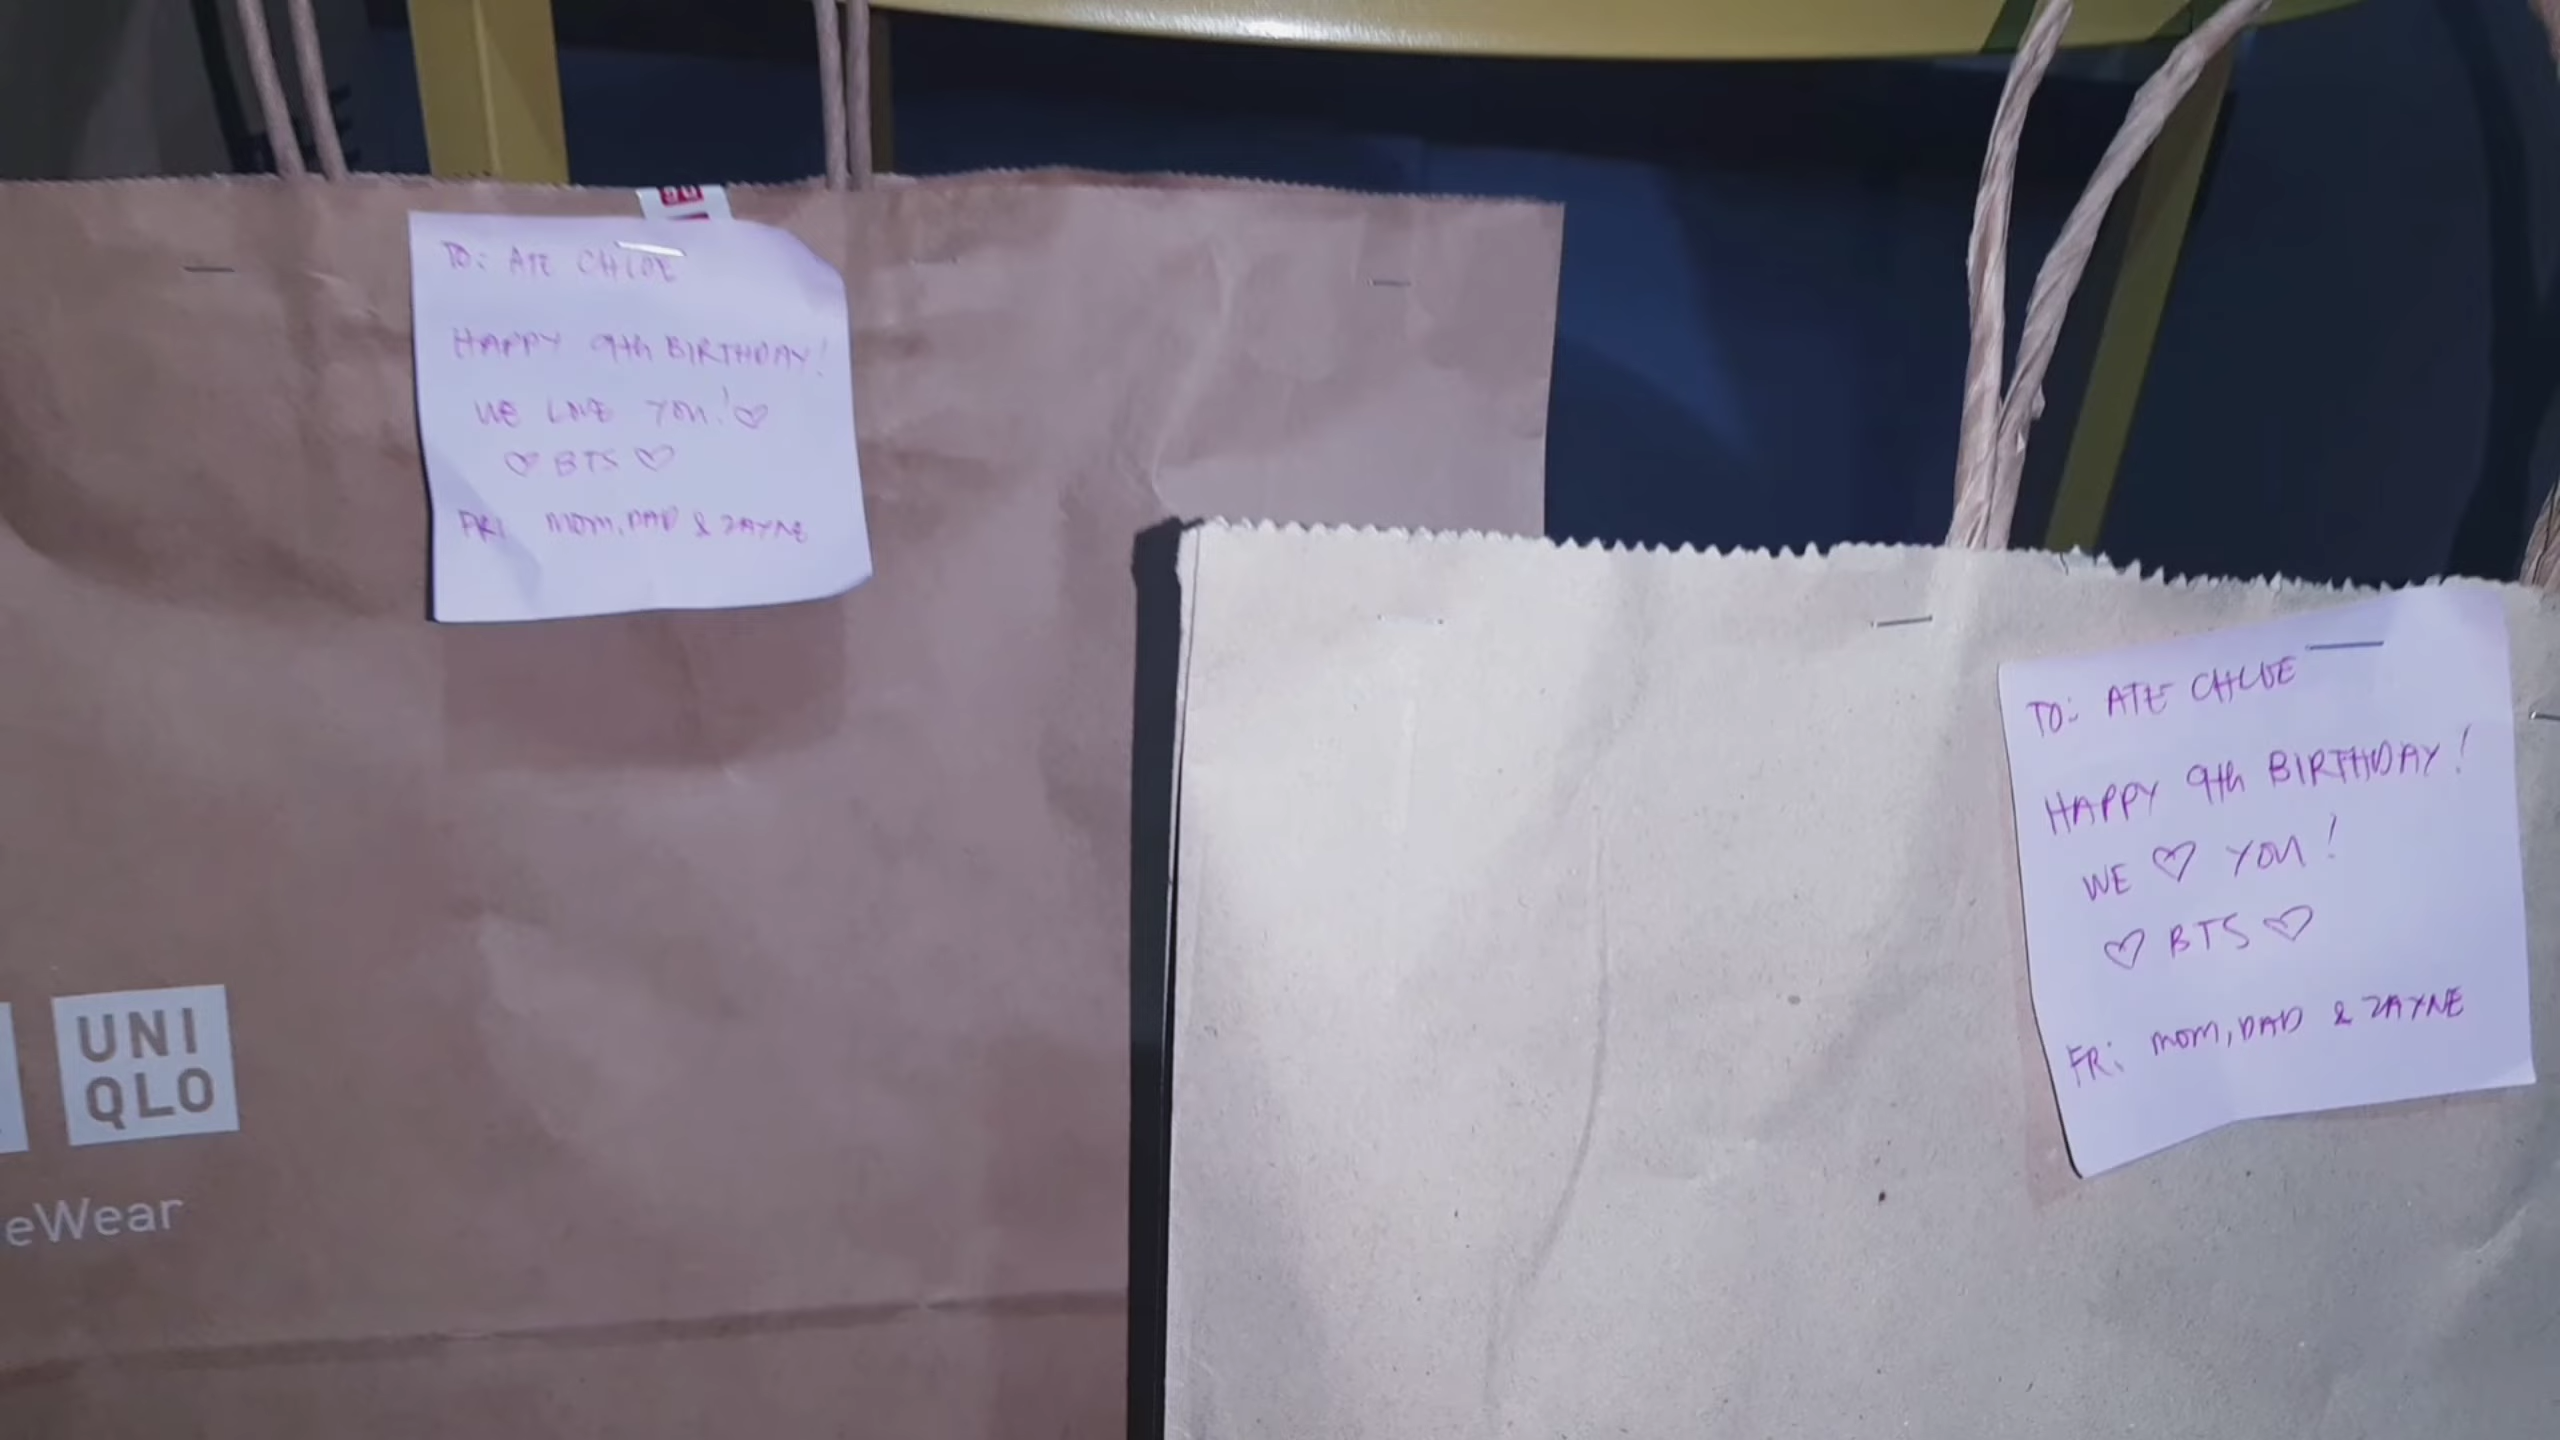 TO: ATE CHLOE
HAPPY 9th BIRTHDAY!
WE LOVE YOU! ♡
♡ BTS ♡
FR: MOM, DAD & ZAYNE
UNI
QLO
eWear
TO: ATE CHLOE
HAPPY 9th BIRTHDAY!
WE ♡ YOU!
♡ BTS ♡
FR: MOM, DAD & ZAYNE